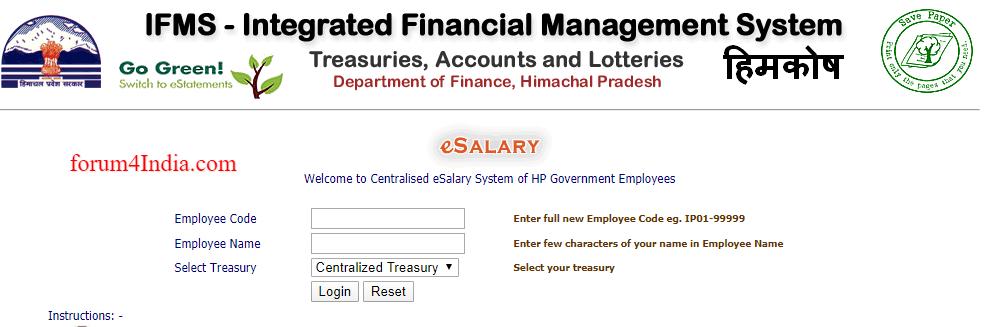 IFMS - Integrated Financial Management System
Go Green!
Switch to eStatements
Treasuries, Accounts and Lotteries
Department of Finance, Himachal Pradesh
हिमकोष
Save Paper
Print only the pages that you need.
हिमाचल प्रदेश सरकार
forum4India.com
eSALARY
Welcome to Centralised eSalary System of HP Government Employees
Employee Code Enter full new Employee Code eg. IP01-99999
Employee Name Enter few characters of your name in Employee Name
Select Treasury Centralized Treasury Select your treasury
Login Reset
Instructions: -